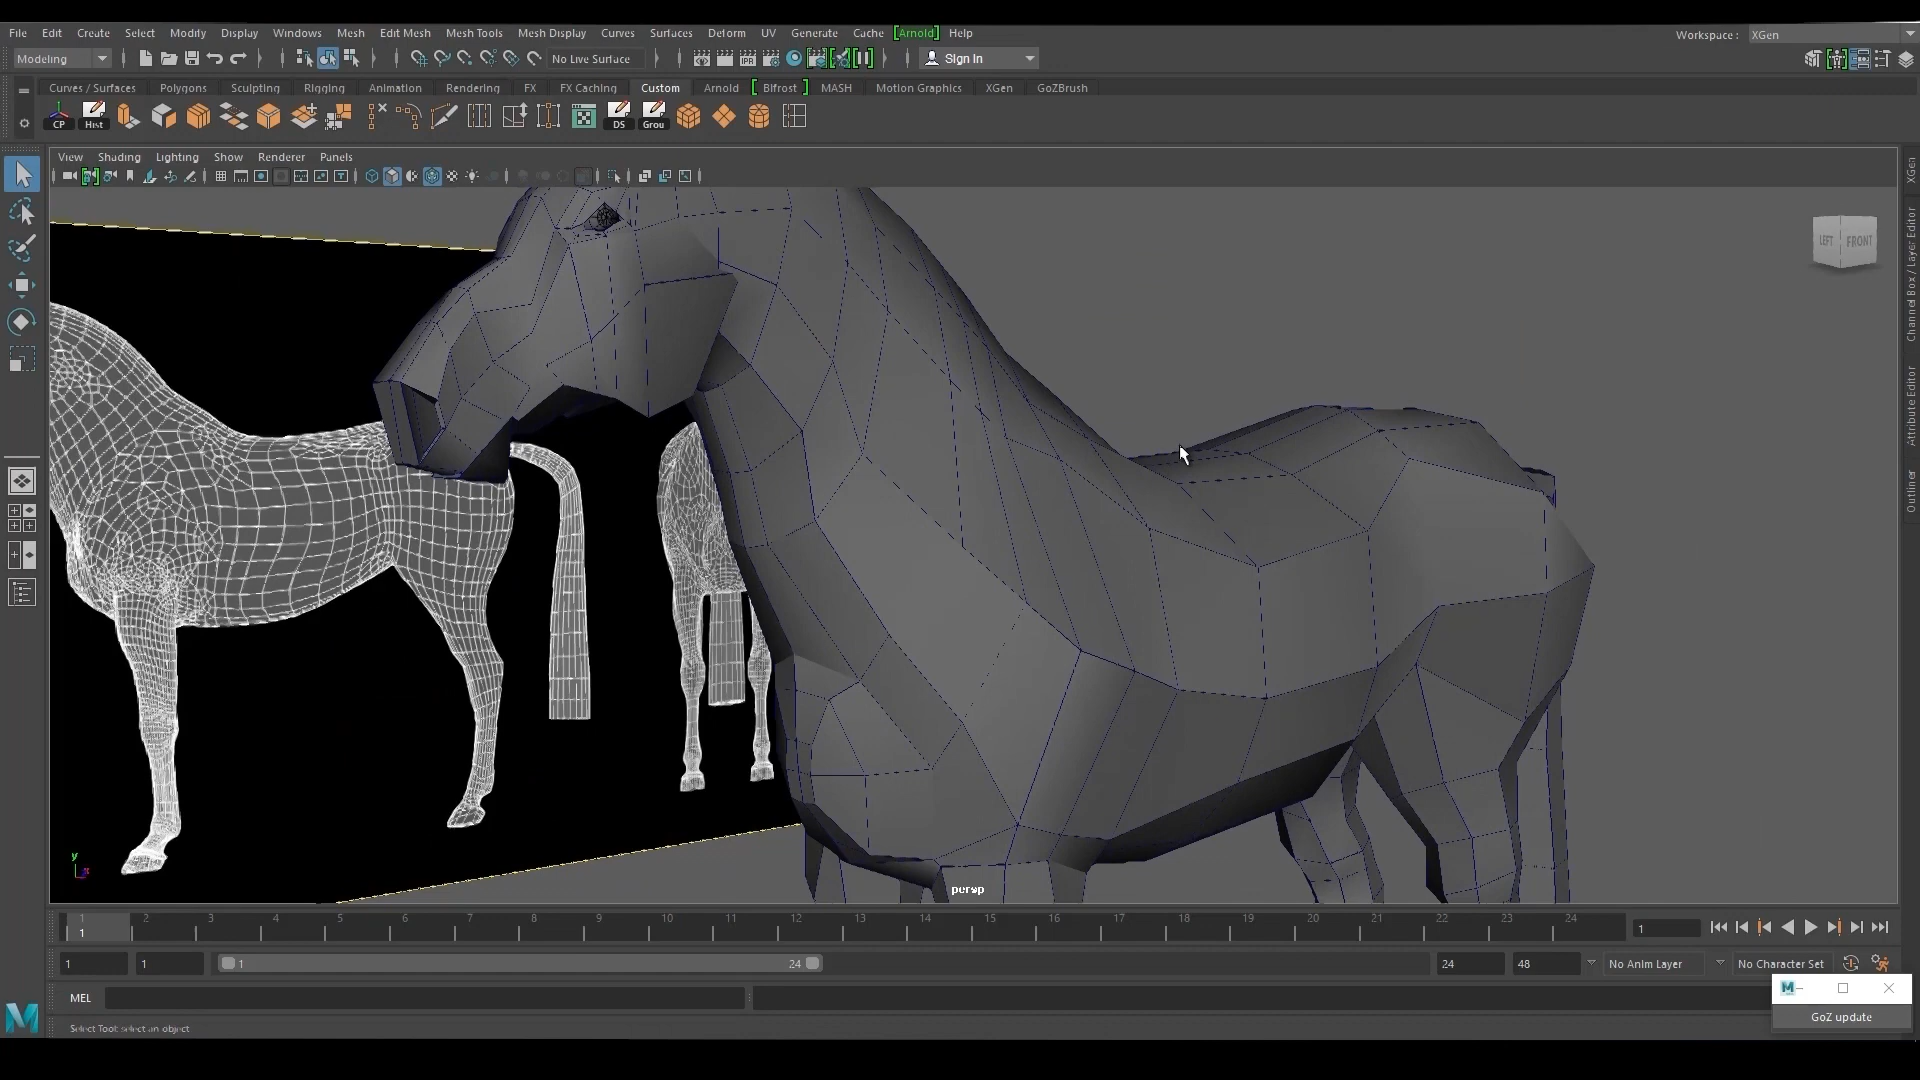 File Edit Create Select Modify Display Windows Mesh Edit Mesh Mesh Tools Mesh Display Curves Surfaces Deform UV Generate Cache [Arnold] Help
Workspace : XGen
Modeling
No Live Surface
Sign In
Curves / Surfaces Polygons Sculpting Rigging Animation Rendering FX FX Caching Custom Arnold [ Bifrost ] MASH Motion Graphics XGen GoZBrush
IPR
CP Hist DS Grou
View Shading Lighting Show Renderer Panels
LEFT FRONT
XGen
Channel Box / Layer Editor
Attribute Editor
Outliner
y
persp
1 2 3 4 5 6 7 8 9 10 11 12 13 14 15 16 17 18 19 20 21 22 23 24
1
1
1 1 1 24 24 48 No Anim Layer No Character Set
MEL
GoZ update
Select Tool: select an object